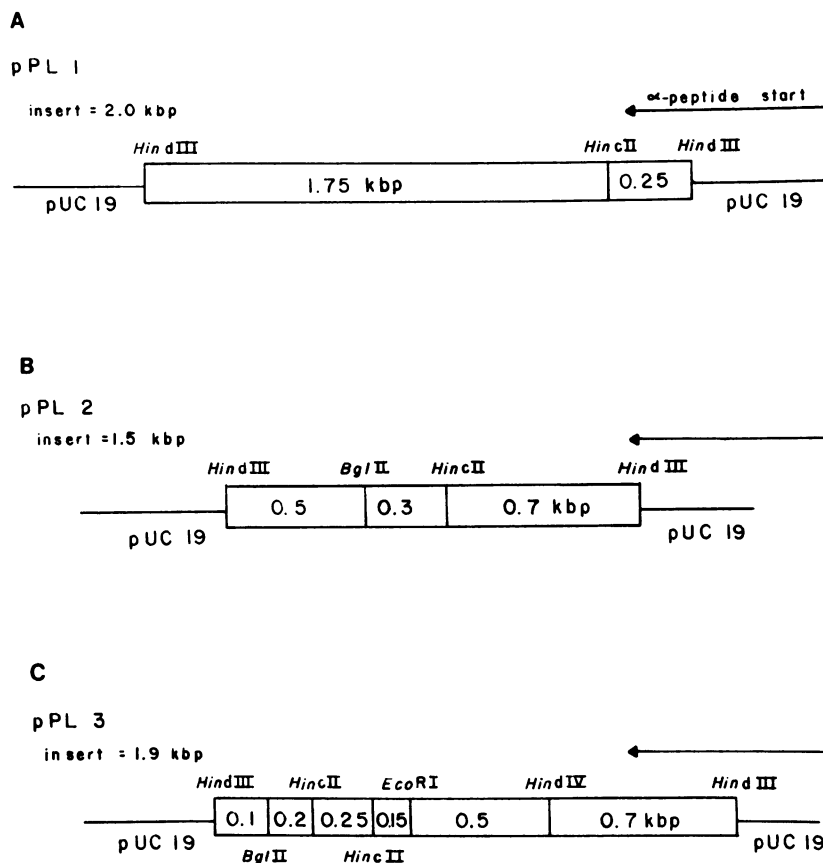 A
pPL 1
insert = 2.0 kbp
α-peptide start
HindIII HincII HindIII
1.75 kbp 0.25
pUC 19 pUC 19
B
pPL 2
insert =1.5 kbp
HindIII BglII HincII HindIII
0.5 0.3 0.7 kbp
pUC 19 pUC 19
C
pPL 3
insert =1.9 kbp
HindIII HincII EcoRI HindIV HindIII
0.1 0.2 0.25 0.15 0.5 0.7 kbp
pUC 19 BglII HincII pUC 19